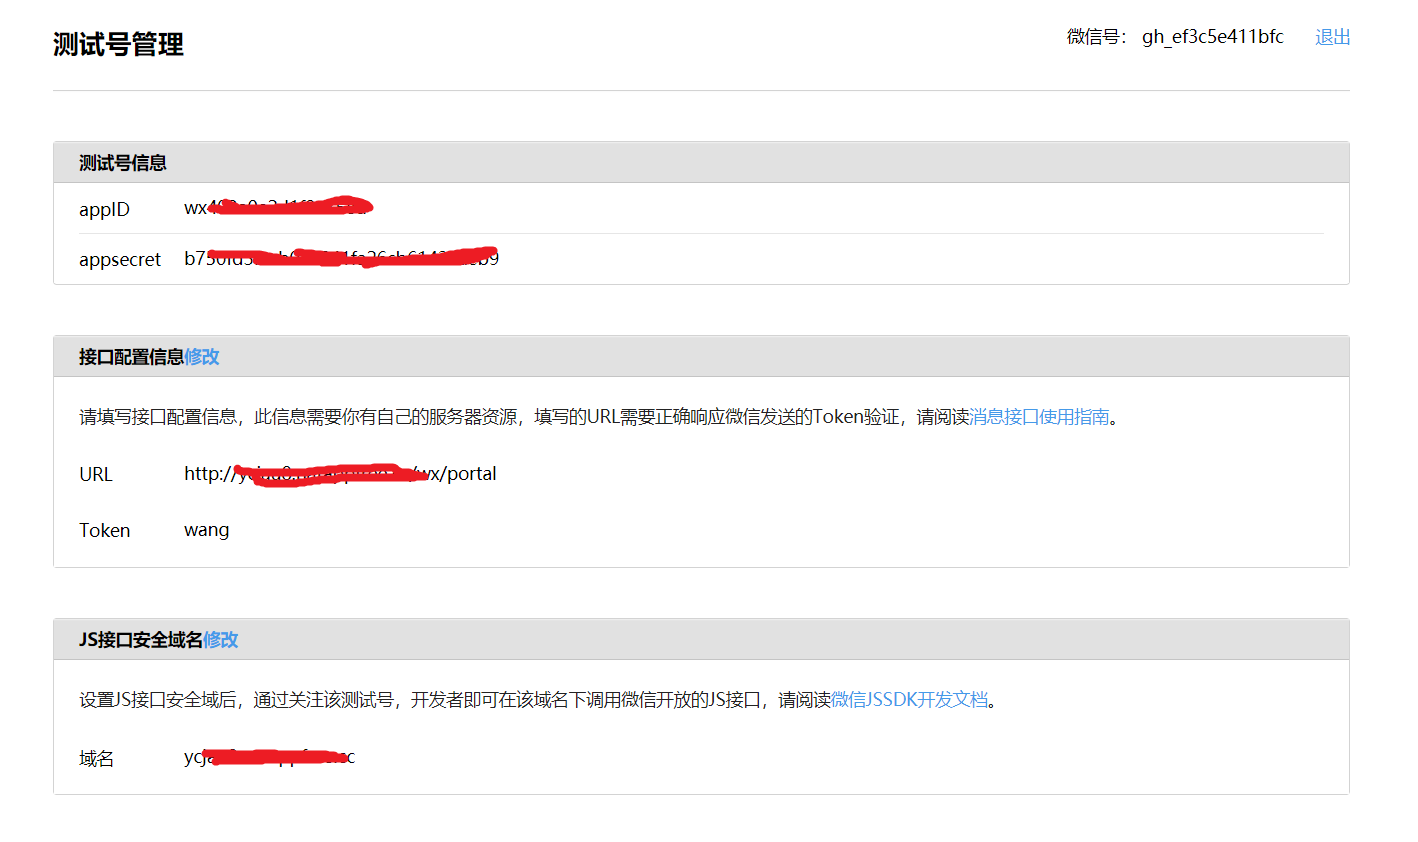 测试号管理
微信号： gh_ef3c5e411bfc 退出
测试号信息
appID wx
appsecret
接口配置信息修改
请填写接口配置信息，此信息需要你有自己的服务器资源，填写的URL需要正确响应微信发送的Token验证，请阅读消息接口使用指南。
URL http:// /wx/portal
Token wang
JS接口安全域名修改
设置JS接口安全域后，通过关注该测试号，开发者即可在该域名下调用微信开放的JS接口，请阅读微信JSSDK开发文档。
域名